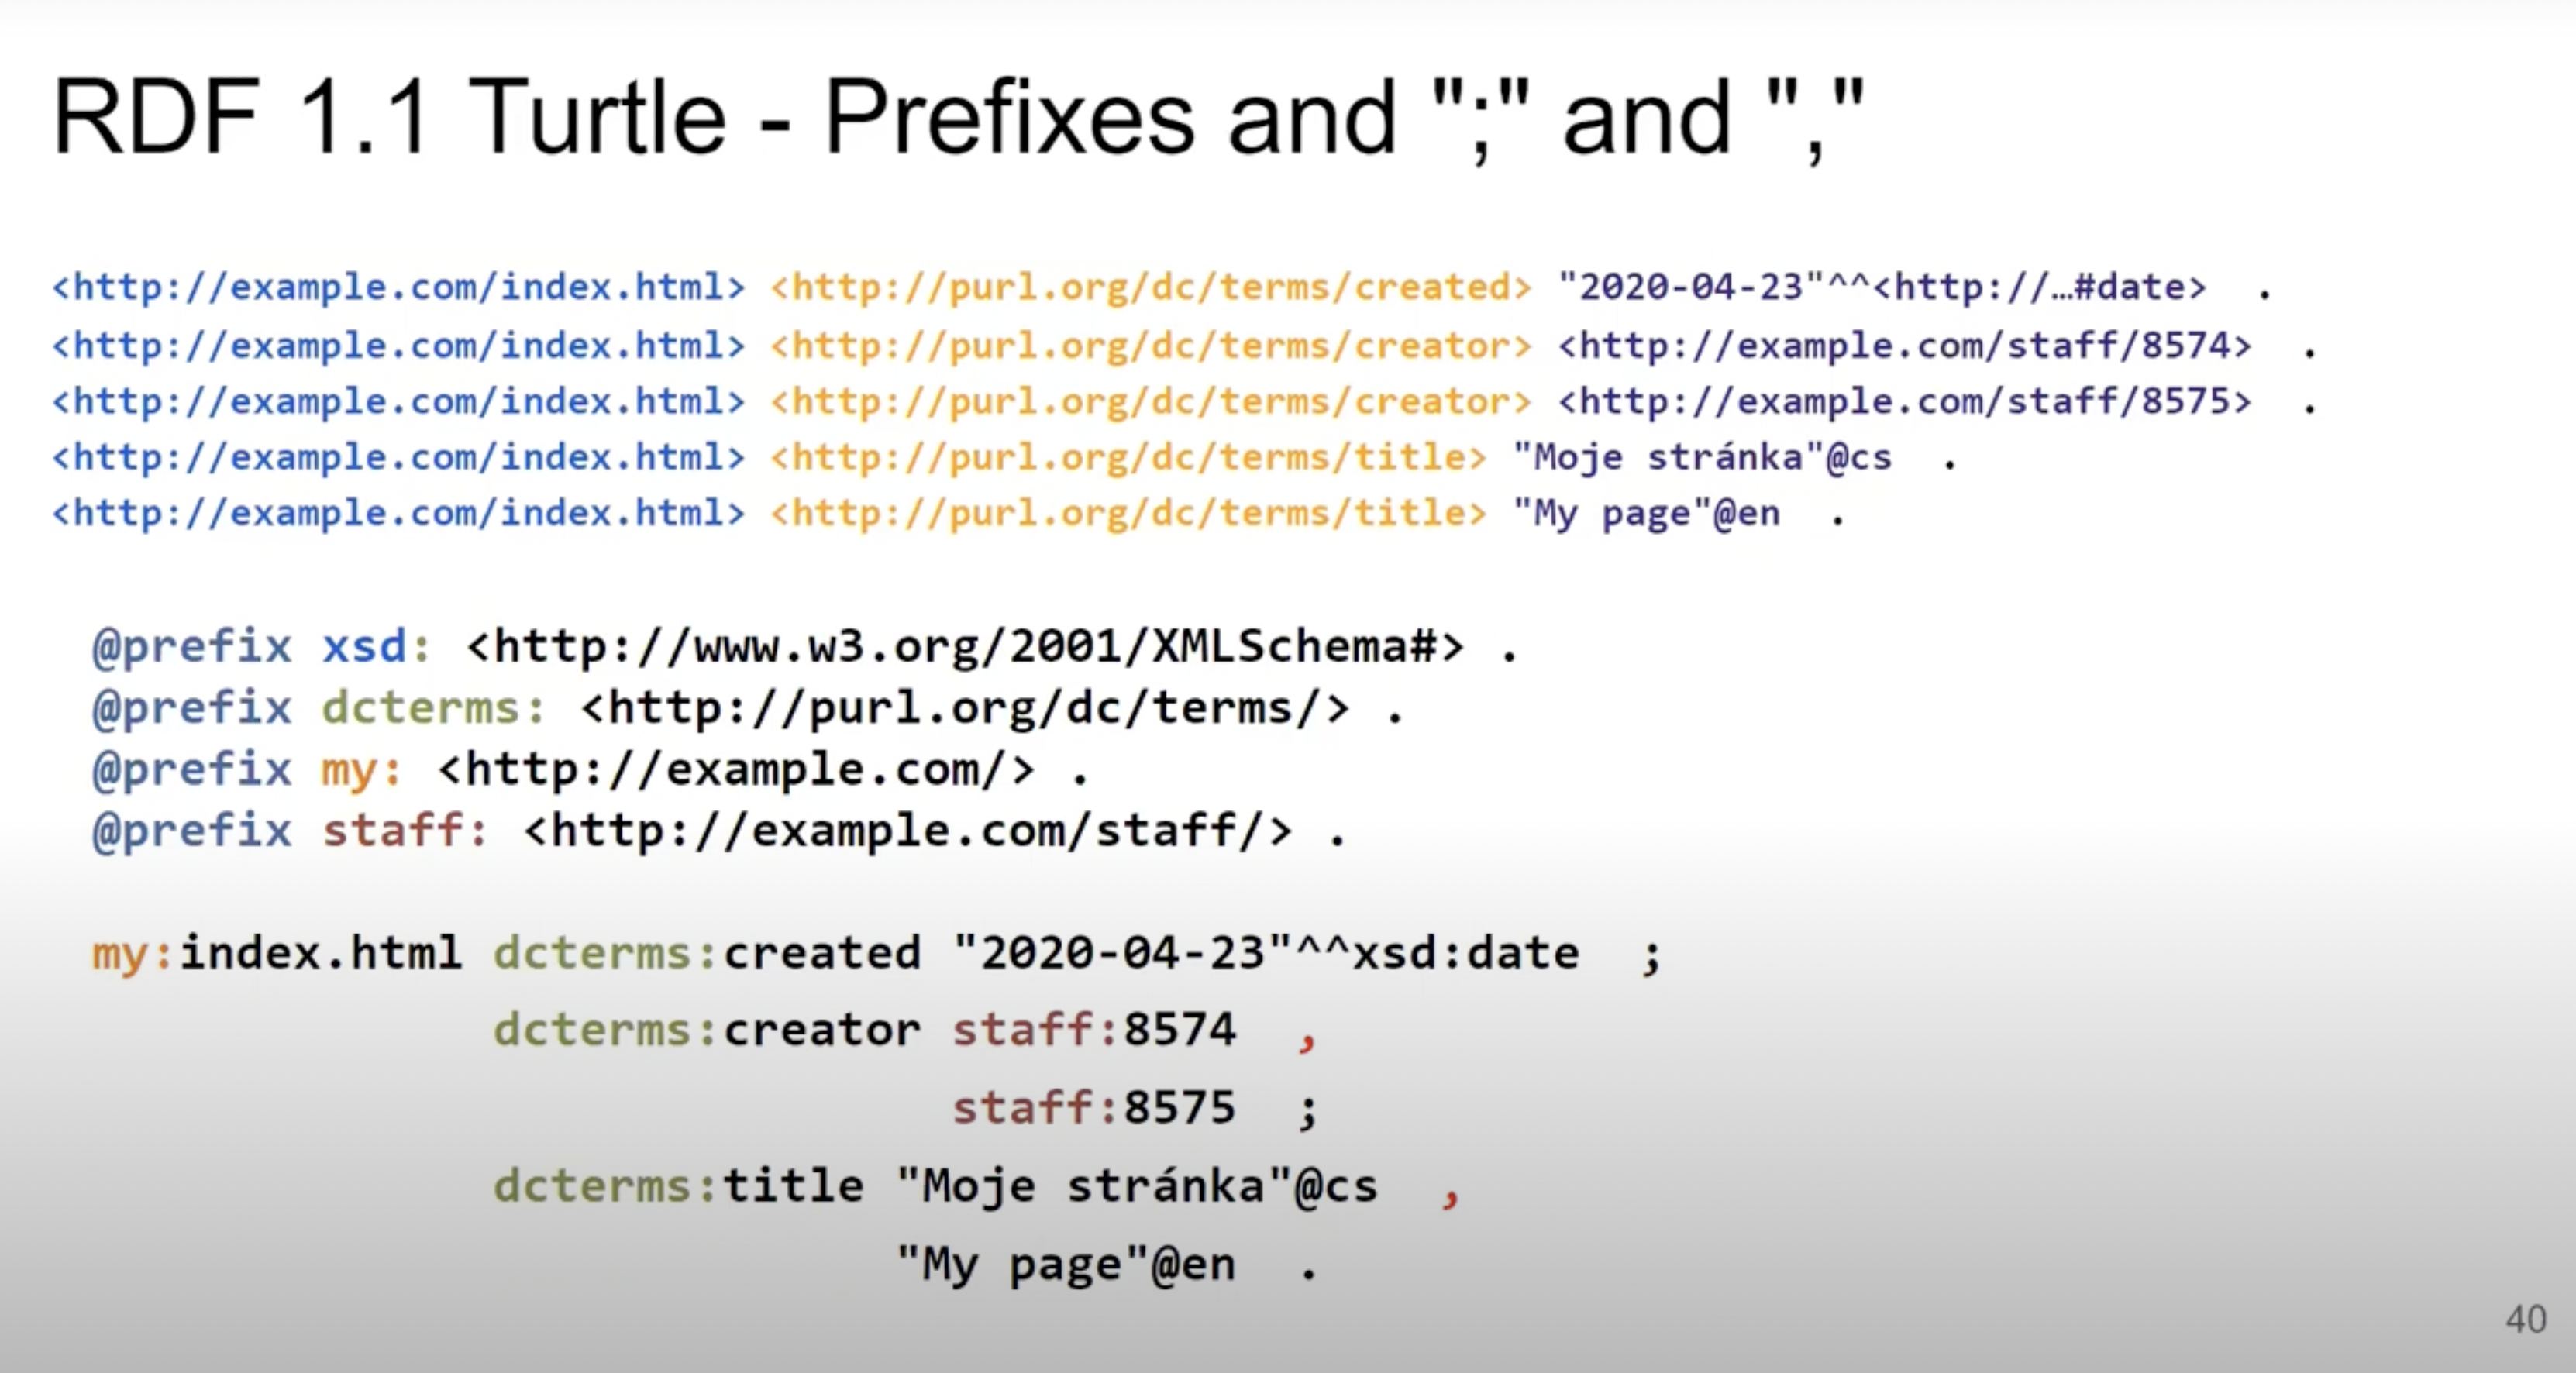 RDF 1.1 Turtle - Prefixes and ";" and ","
<http://example.com/index.html> <http://purl.org/dc/terms/created> "2020-04-23"^^<http://…#date> .
<http://example.com/index.html> <http://purl.org/dc/terms/creator> <http://example.com/staff/8574> .
<http://example.com/index.html> <http://purl.org/dc/terms/creator> <http://example.com/staff/8575> .
<http://example.com/index.html> <http://purl.org/dc/terms/title> "Moje stránka"@cs .
<http://example.com/index.html> <http://purl.org/dc/terms/title> "My page"@en .
@prefix xsd: <http://www.w3.org/2001/XMLSchema#> .
@prefix dcterms: <http://purl.org/dc/terms/> .
@prefix my: <http://example.com/> .
@prefix staff: <http://example.com/staff/> .
my:index.html dcterms:created "2020-04-23"^^xsd:date ;
dcterms:creator staff:8574 ,
staff:8575 ;
dcterms:title "Moje stránka"@cs ,
"My page"@en .
40